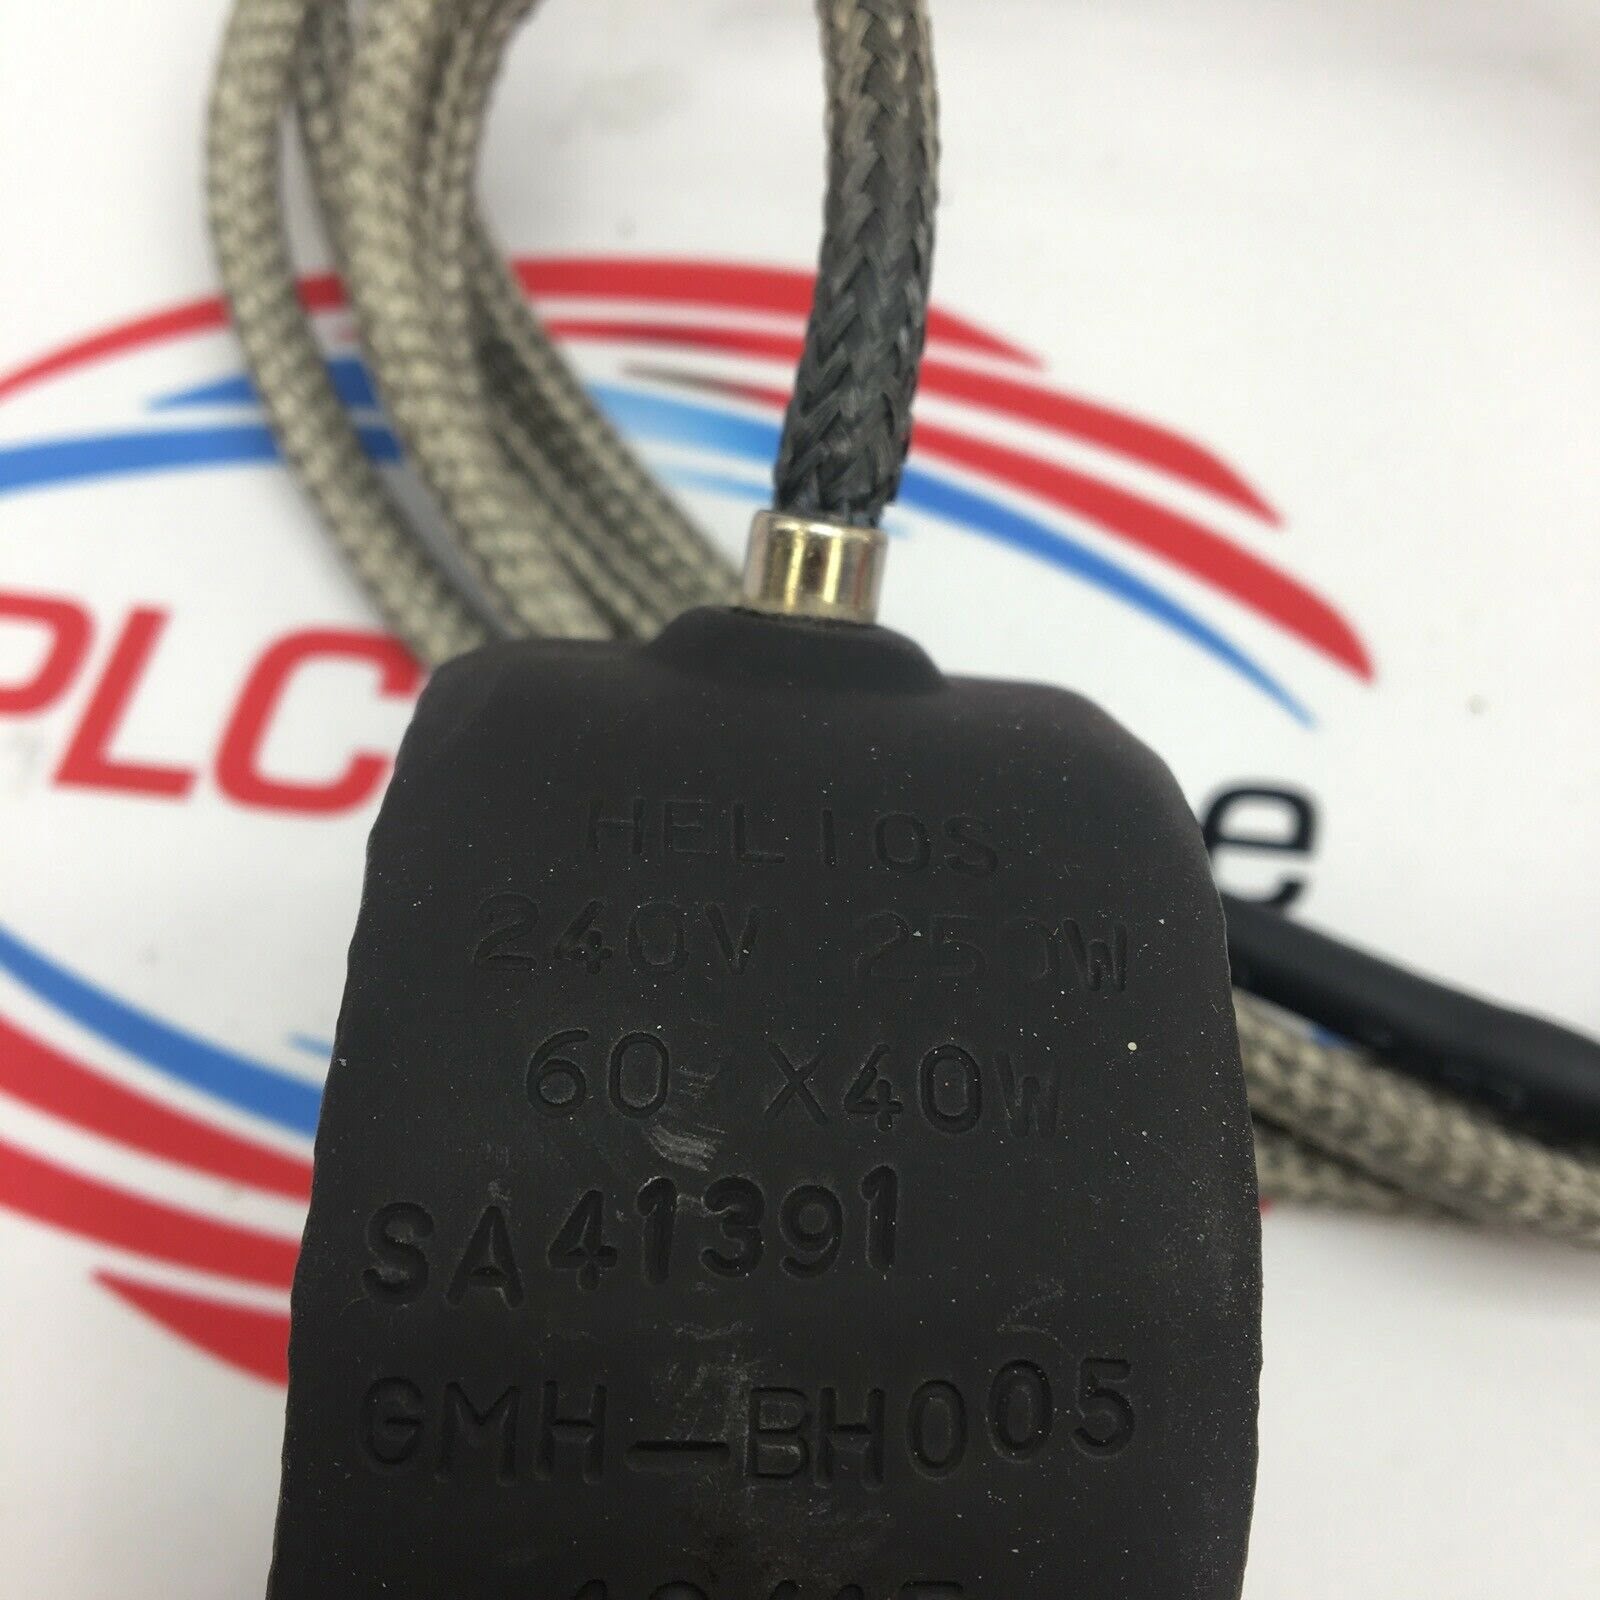 PLC
e
HELIOS
240V 250W
60 X40W
SA41391
GMH-BH005